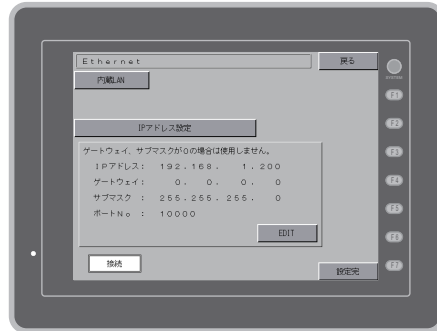 Ethernet
戻る
SYSTEM
内蔵LAN
F1
IPアドレス設定
F2
ゲートウェイ、サブマスクが0の場合は使用しません。
F3
IPアドレス： 192．168． 1．200
ゲートウェイ： 0． 0． 0． 0
F4
サブマスク ： 255．255．255． 0
ポートNo ： 10000
F5
EDIT
F6
接続
設定完
F7